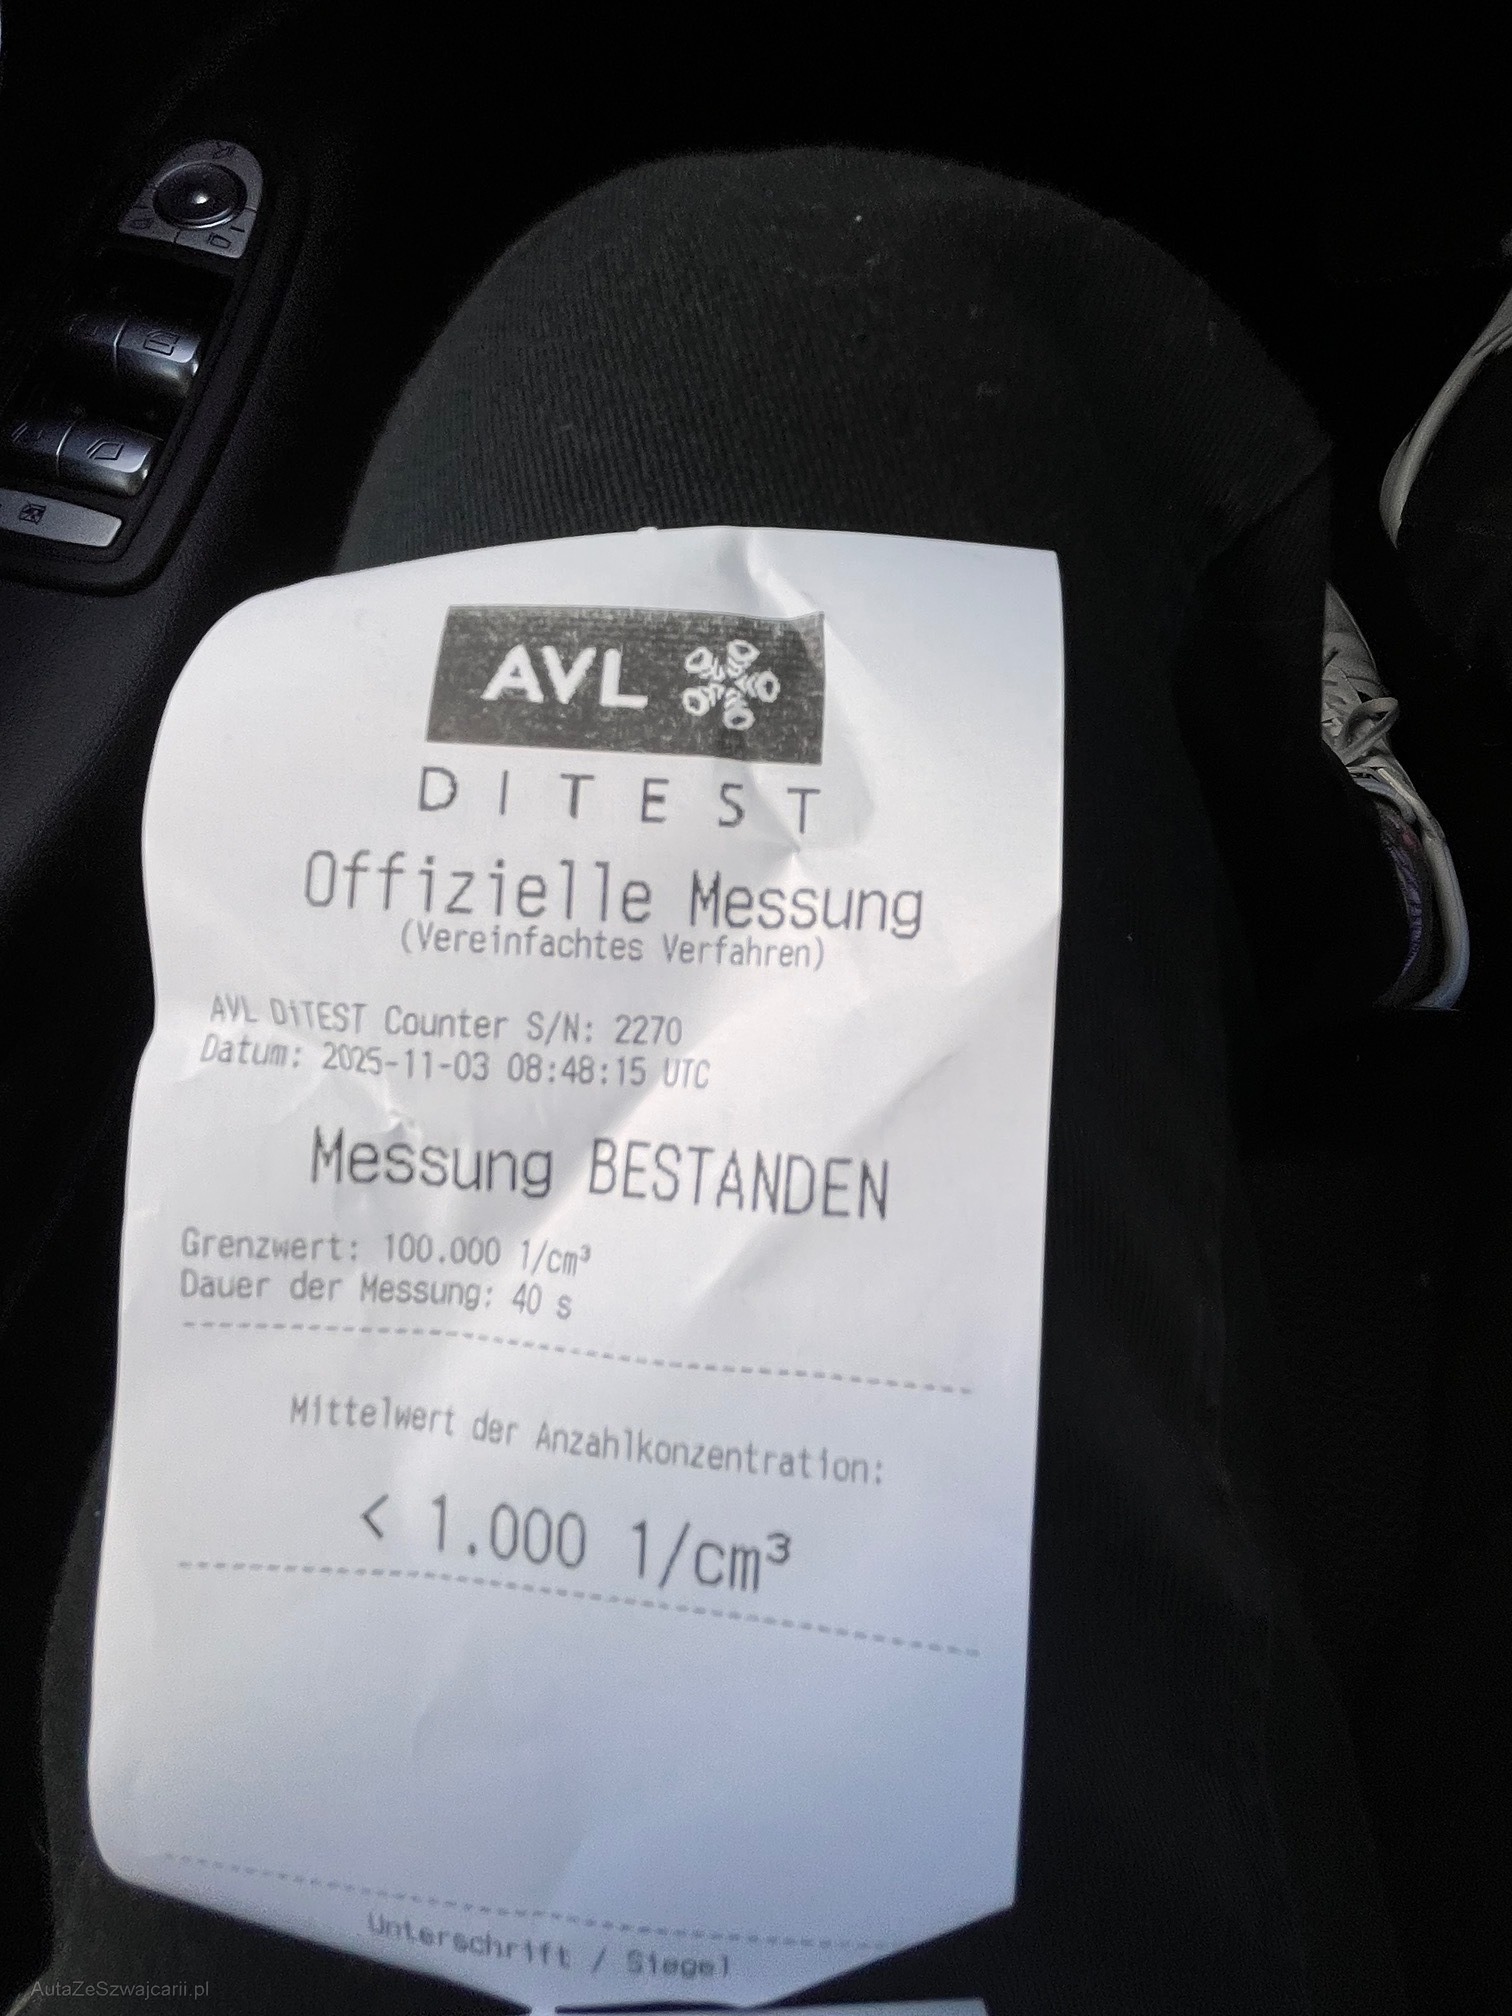 AVL
DITEST
Offizielle Messung
(Vereinfachtes Verfahren)
AVL DiTEST Counter S/N: 2270
Datum: 2025-11-03 08:48:15 UTC
Messung BESTANDEN
Grenzwert: 100.000 1/cm³
Dauer der Messung: 40 s
Mittelwert der Anzahlkonzentration:
< 1.000 1/cm³
Unterschrift / Siegel
AutaZeSzwajcarii.pl